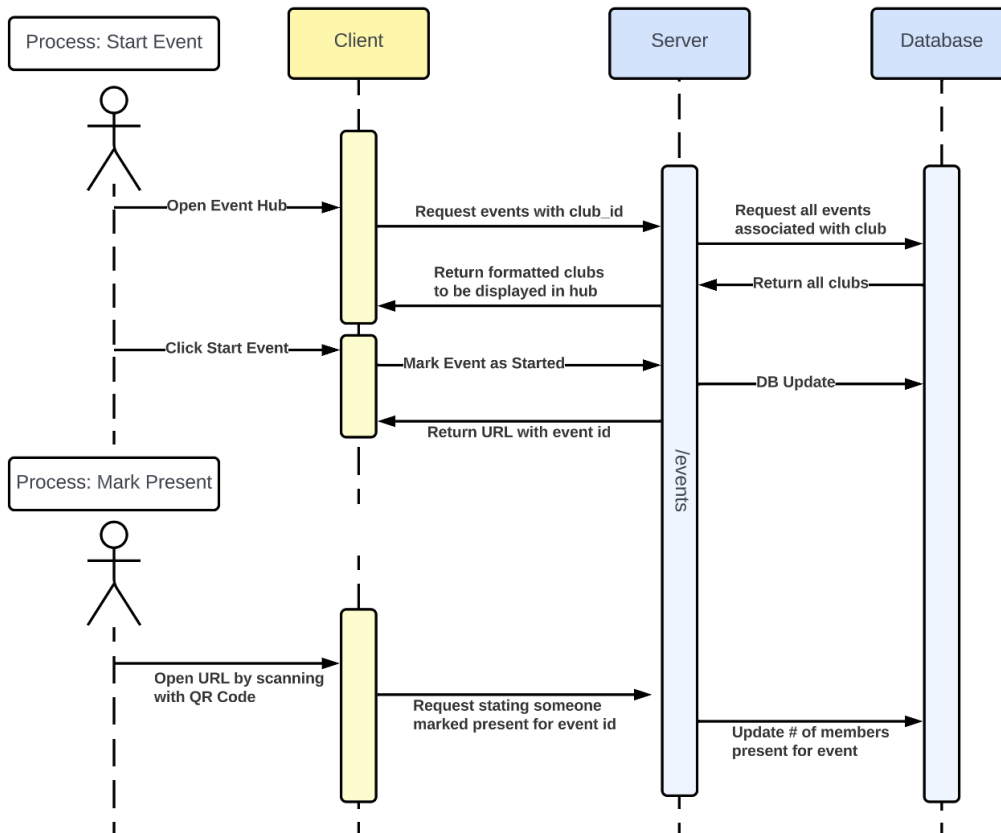 Process: Start Event
Client
Server
Database
Open Event Hub
Request events with club_id
Request all events
associated with club
Return all clubs
Return formatted clubs
to be displayed in hub
Click Start Event
Mark Event as Started
DB Update
Return URL with event id
/events
Process: Mark Present
Open URL by scanning
with QR Code
Request stating someone
marked present for event id
Update # of members
present for event